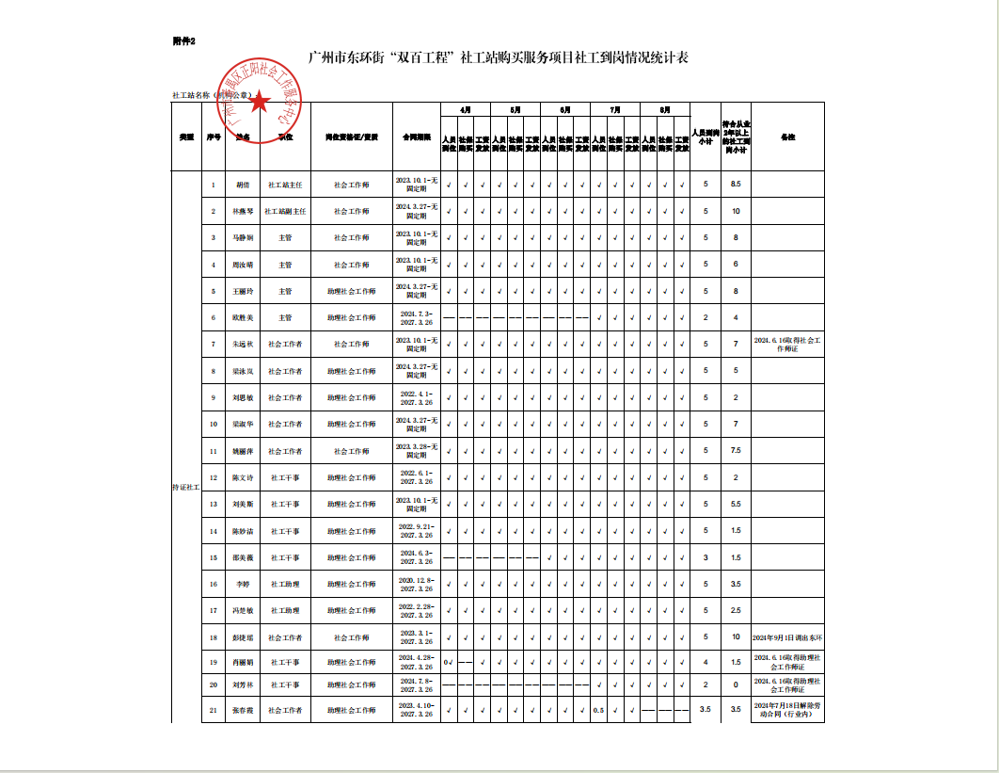 附件2
广州市东环街“双百工程”社工站购买服务项目社工到岗情况统计表
广州市番禺区正阳社会工作服务中心
社工站名称（机构公章）
类型 序号 姓名 职位 岗位资格证/资质 合同期限 4月 5月 6月 7月 8月 人员到岗小计 符合从业2年以上的社工到岗小计 备注
人员到位 社保购买 工资发放 人员到位 社保购买 工资发放 人员到位 社保购买 工资发放 人员到位 社保购买 工资发放 人员到位 社保购买 工资发放
持证社工
1 胡倩 社工站主任 社会工作师 2023.10.1-无固定期 √ √ √ √ √ √ √ √ √ √ √ √ √ √ √ 5 8.5
2 林燕琴 社工站副主任 社会工作师 2024.3.27-无固定期 √ √ √ √ √ √ √ √ √ √ √ √ √ √ √ 5 10
3 马静娴 主管 社会工作师 2023.10.1-无固定期 √ √ √ √ √ √ √ √ √ √ √ √ √ √ √ 5 8
4 周汝晴 主管 社会工作师 2023.10.1-无固定期 √ √ √ √ √ √ √ √ √ √ √ √ √ √ √ 5 6
5 王丽玲 主管 助理社会工作师 2024.3.27-无固定期 √ √ √ √ √ √ √ √ √ √ √ √ √ √ √ 5 8
6 欧胜美 主管 助理社会工作师 2024.7.3-2027.3.26 —— —— —— —— —— —— —— —— —— √ √ √ √ √ √ 2 4
7 朱远秋 社会工作者 社会工作师 2023.10.1-无固定期 √ √ √ √ √ √ √ √ √ √ √ √ √ √ √ 5 7 2024.6.16取得社会工作师证
8 梁泳岚 社会工作者 助理社会工作师 2024.3.27-无固定期 √ √ √ √ √ √ √ √ √ √ √ √ √ √ √ 5 5
9 刘思敏 社会工作者 助理社会工作师 2022.4.1-2027.3.26 √ √ √ √ √ √ √ √ √ √ √ √ √ √ √ 5 2
10 梁淑华 社会工作者 助理社会工作师 2024.3.27-无固定期 √ √ √ √ √ √ √ √ √ √ √ √ √ √ √ 5 7
11 姚丽萍 社会工作者 社会工作师 2023.3.28-无固定期 √ √ √ √ √ √ √ √ √ √ √ √ √ √ √ 5 7.5
12 陈文诗 社工干事 助理社会工作师 2022.6.1-2027.3.26 √ √ √ √ √ √ √ √ √ √ √ √ √ √ √ 5 2
13 刘美斯 社工干事 助理社会工作师 2023.10.1-无固定期 √ √ √ √ √ √ √ √ √ √ √ √ √ √ √ 5 5.5
14 陈妙洁 社工干事 助理社会工作师 2022.9.21-2027.3.26 √ √ √ √ √ √ √ √ √ √ √ √ √ √ √ 5 1.5
15 邵美薇 社工干事 助理社会工作师 2024.6.3-2027.3.26 —— —— —— —— —— —— √ √ √ √ √ √ √ √ √ 3 1.5
16 李婷 社工助理 助理社会工作师 2020.12.8-2027.3.26 √ √ √ √ √ √ √ √ √ √ √ √ √ √ √ 5 3.5
17 冯楚敏 社工助理 助理社会工作师 2022.2.28-2027.3.26 √ √ √ √ √ √ √ √ √ √ √ √ √ √ √ 5 2.5
18 彭捷瑶 社会工作者 社会工作师 2023.3.1-2027.3.26 √ √ √ √ √ √ √ √ √ √ √ √ √ √ √ 5 10 2024年9月1日调出东环
19 肖丽娟 社工干事 助理社会工作师 2024.4.28-2027.3.26 0√ —— √ √ √ √ √ √ √ √ √ √ √ √ √ 4 1.5 2024.6.16取得助理社会工作师证
20 刘芳林 社工干事 助理社会工作师 2024.7.8-2027.3.26 —— —— —— —— —— —— —— —— —— √ √ √ √ √ √ 2 0 2024.6.16取得助理社会工作师证
21 张春霞 社会工作者 助理社会工作师 2023.4.10-2027.3.26 √ √ √ √ √ √ √ √ √ 0.5 √ √ —— —— —— 3.5 3.5 2024年7月18日解除劳动合同（行业内）